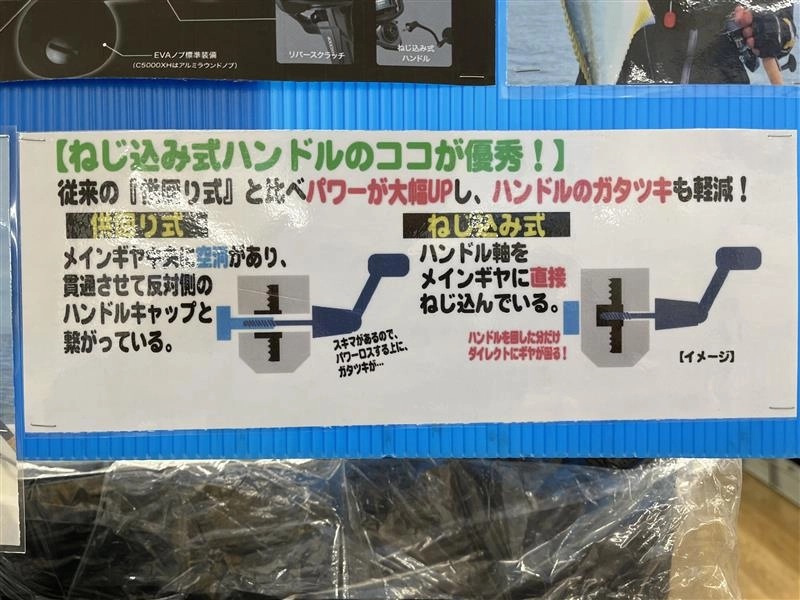 EVAノブ標準装備
(C5000XHはアルミラウンドノブ)
リバースクラッチ
ねじ込み式
ハンドル
【ねじ込み式ハンドルのココが優秀！】
従来の『供回り式』と比べパワーが大幅UPし、ハンドルのガタツキも軽減！
供回り式
メインギヤ中央に空洞があり、
貫通させて反対側の
ハンドルキャップと
繋がっている。
スキマがあるので、
パワーロスする上に、
ガタツキが…
ねじ込み式
ハンドル軸を
メインギヤに直接
ねじ込んでいる。
ハンドルを回した分だけ
ダイレクトにギヤが回る！
【イメージ】